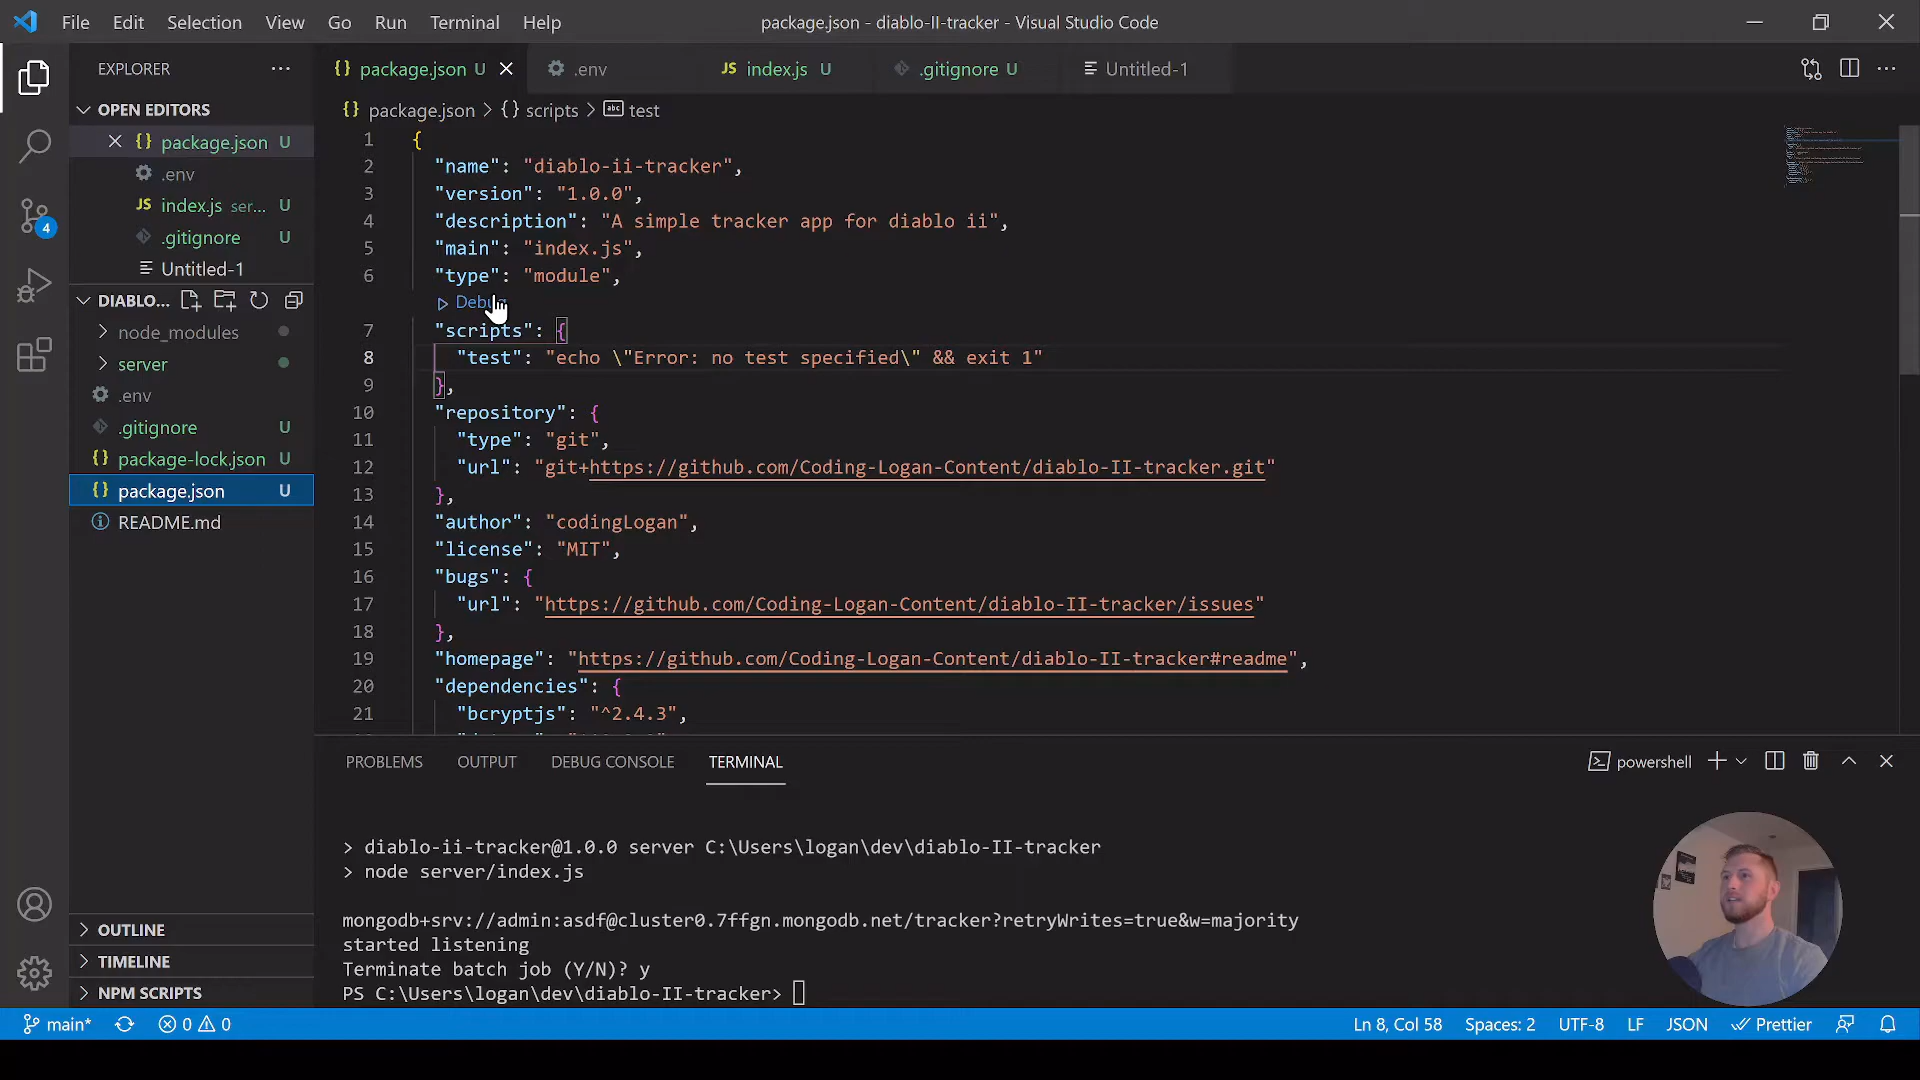 File Edit Selection View Go Run Terminal Help
package.json - diablo-II-tracker - Visual Studio Code
EXPLORER
package.json U
.env
index.js U
.gitignore U
Untitled-1
OPEN EDITORS
package.json U
.env
index.js ser... U
.gitignore U
Untitled-1
DIABLO...
node_modules
server
.env
.gitignore U
package-lock.json U
package.json U
README.md
OUTLINE
TIMELINE
NPM SCRIPTS
4
package.json > {} scripts > abc test
1 {
2 "name": "diablo-ii-tracker",
3 "version": "1.0.0",
4 "description": "A simple tracker app for diablo ii",
5 "main": "index.js",
6 "type": "module",
Debug
7 "scripts": {
8 "test": "echo \"Error: no test specified\" && exit 1"
9 },
10 "repository": {
11 "type": "git",
12 "url": "git+https://github.com/Coding-Logan-Content/diablo-II-tracker.git"
13 },
14 "author": "codingLogan",
15 "license": "MIT",
16 "bugs": {
17 "url": "https://github.com/Coding-Logan-Content/diablo-II-tracker/issues"
18 },
19 "homepage": "https://github.com/Coding-Logan-Content/diablo-II-tracker#readme",
20 "dependencies": {
21 "bcryptjs": "^2.4.3",
PROBLEMS OUTPUT DEBUG CONSOLE TERMINAL
powershell
> diablo-ii-tracker@1.0.0 server C:\Users\logan\dev\diablo-II-tracker
> node server/index.js
mongodb+srv://admin:asdf@cluster0.7ffgn.mongodb.net/tracker?retryWrites=true&w=majority
started listening
Terminate batch job (Y/N)? y
PS C:\Users\logan\dev\diablo-II-tracker>
main* 0 0
Ln 8, Col 58 Spaces: 2 UTF-8 LF JSON Prettier